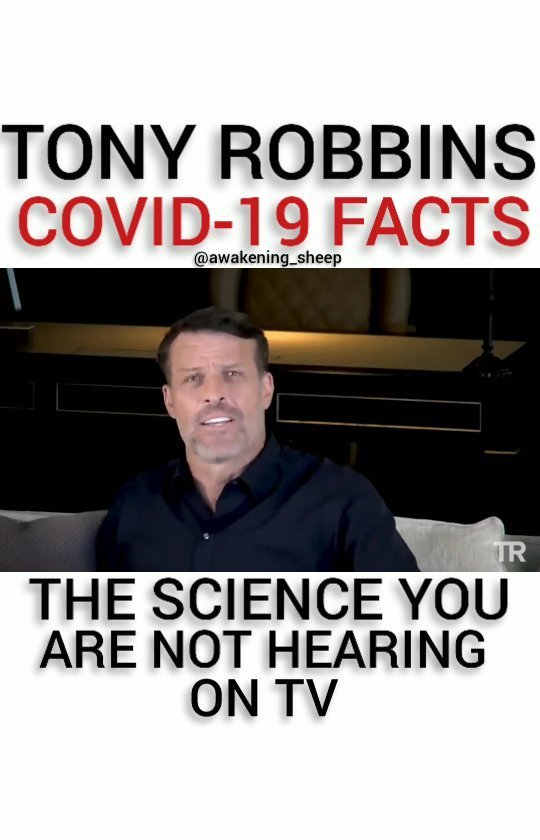 TONY ROBBINS
COVID-19 FACTS
@awakening_sheep
TR
THE SCIENCE YOU
ARE NOT HEARING
ON TV